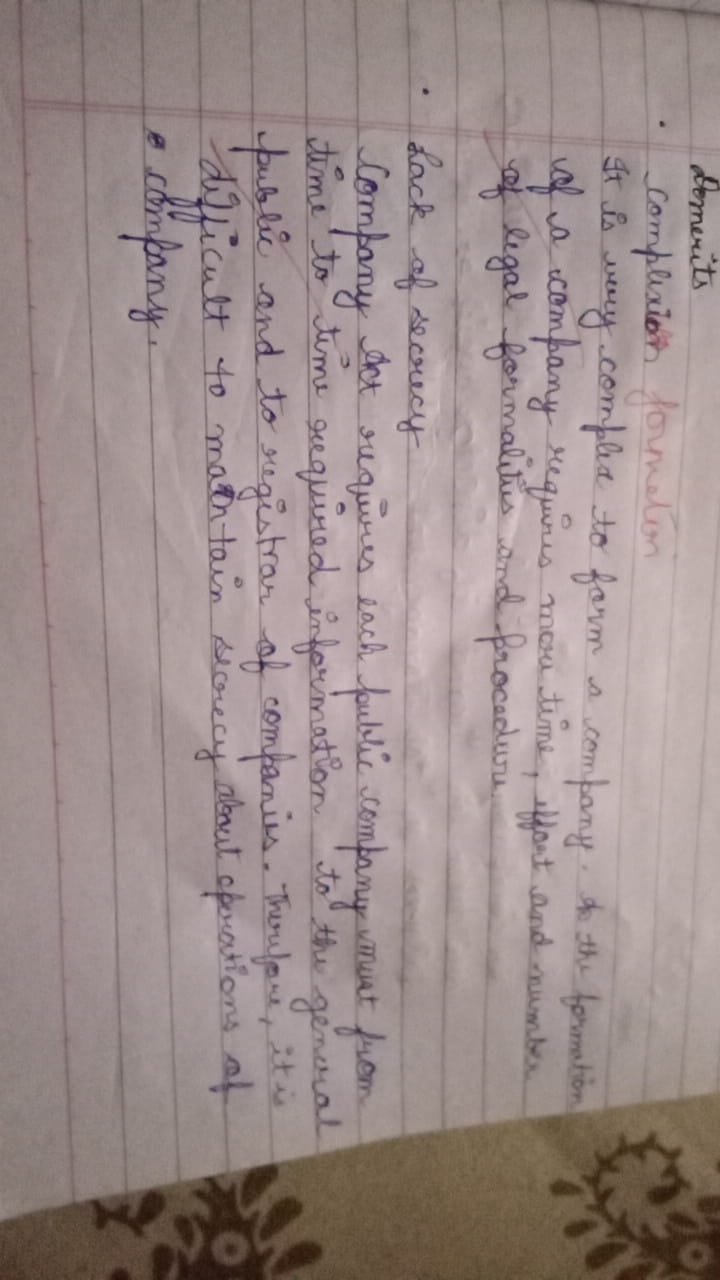 Demerits
· Complexion formation
It is very complex to form a company. As the formation
of a company requires more time, effort and number
of legal formalities and procedure.
· Lack of secrecy
Company Act requires each public company must from
time to time required information to the general
public and to registrar of companies. Therefore, it is
difficult to maintain secrecy about operations of
company.